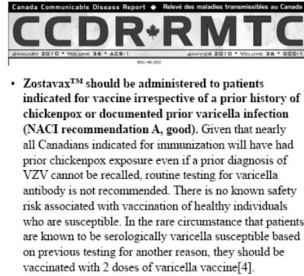 Canada Communicable Disease Report ♦ Relevé des maladies transmissibles au Canada
CCDR RMTC
JANUARY 2010 • VOLUME 36 • ACS-1 JANVIER 2010 • VOLUME 36 • DCC-1
• Zostavax™ should be administered to patients
indicated for vaccine irrespective of a prior history of
chickenpox or documented prior varicella infection
(NACI recommendation A, good). Given that nearly
all Canadians indicated for immunization will have had
prior chickenpox exposure even if a prior diagnosis of
VZV cannot be recalled, routine testing for varicella
antibody is not recommended. There is no known safety
risk associated with vaccination of healthy individuals
who are susceptible. In the rare circumstance that patients
are known to be serologically varicella susceptible based
on previous testing for another reason, they should be
vaccinated with 2 doses of varicella vaccine[4].